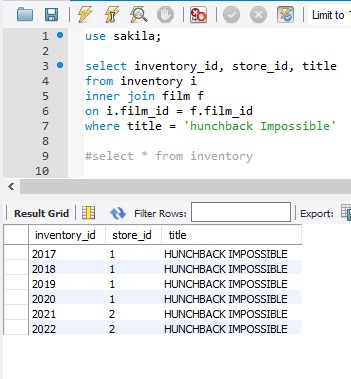 Limit to
1 use sakila;
2
3 select inventory_id, store_id, title
4 from inventory i
5 inner join film f
6 on i.film_id = f.film_id
7 where title = 'hunchback Impossible'
8
9 #select * from inventory
10
Result Grid Filter Rows: Export:
inventory_id store_id title
2017 1 HUNCHBACK IMPOSSIBLE
2018 1 HUNCHBACK IMPOSSIBLE
2019 1 HUNCHBACK IMPOSSIBLE
2020 1 HUNCHBACK IMPOSSIBLE
2021 2 HUNCHBACK IMPOSSIBLE
2022 2 HUNCHBACK IMPOSSIBLE